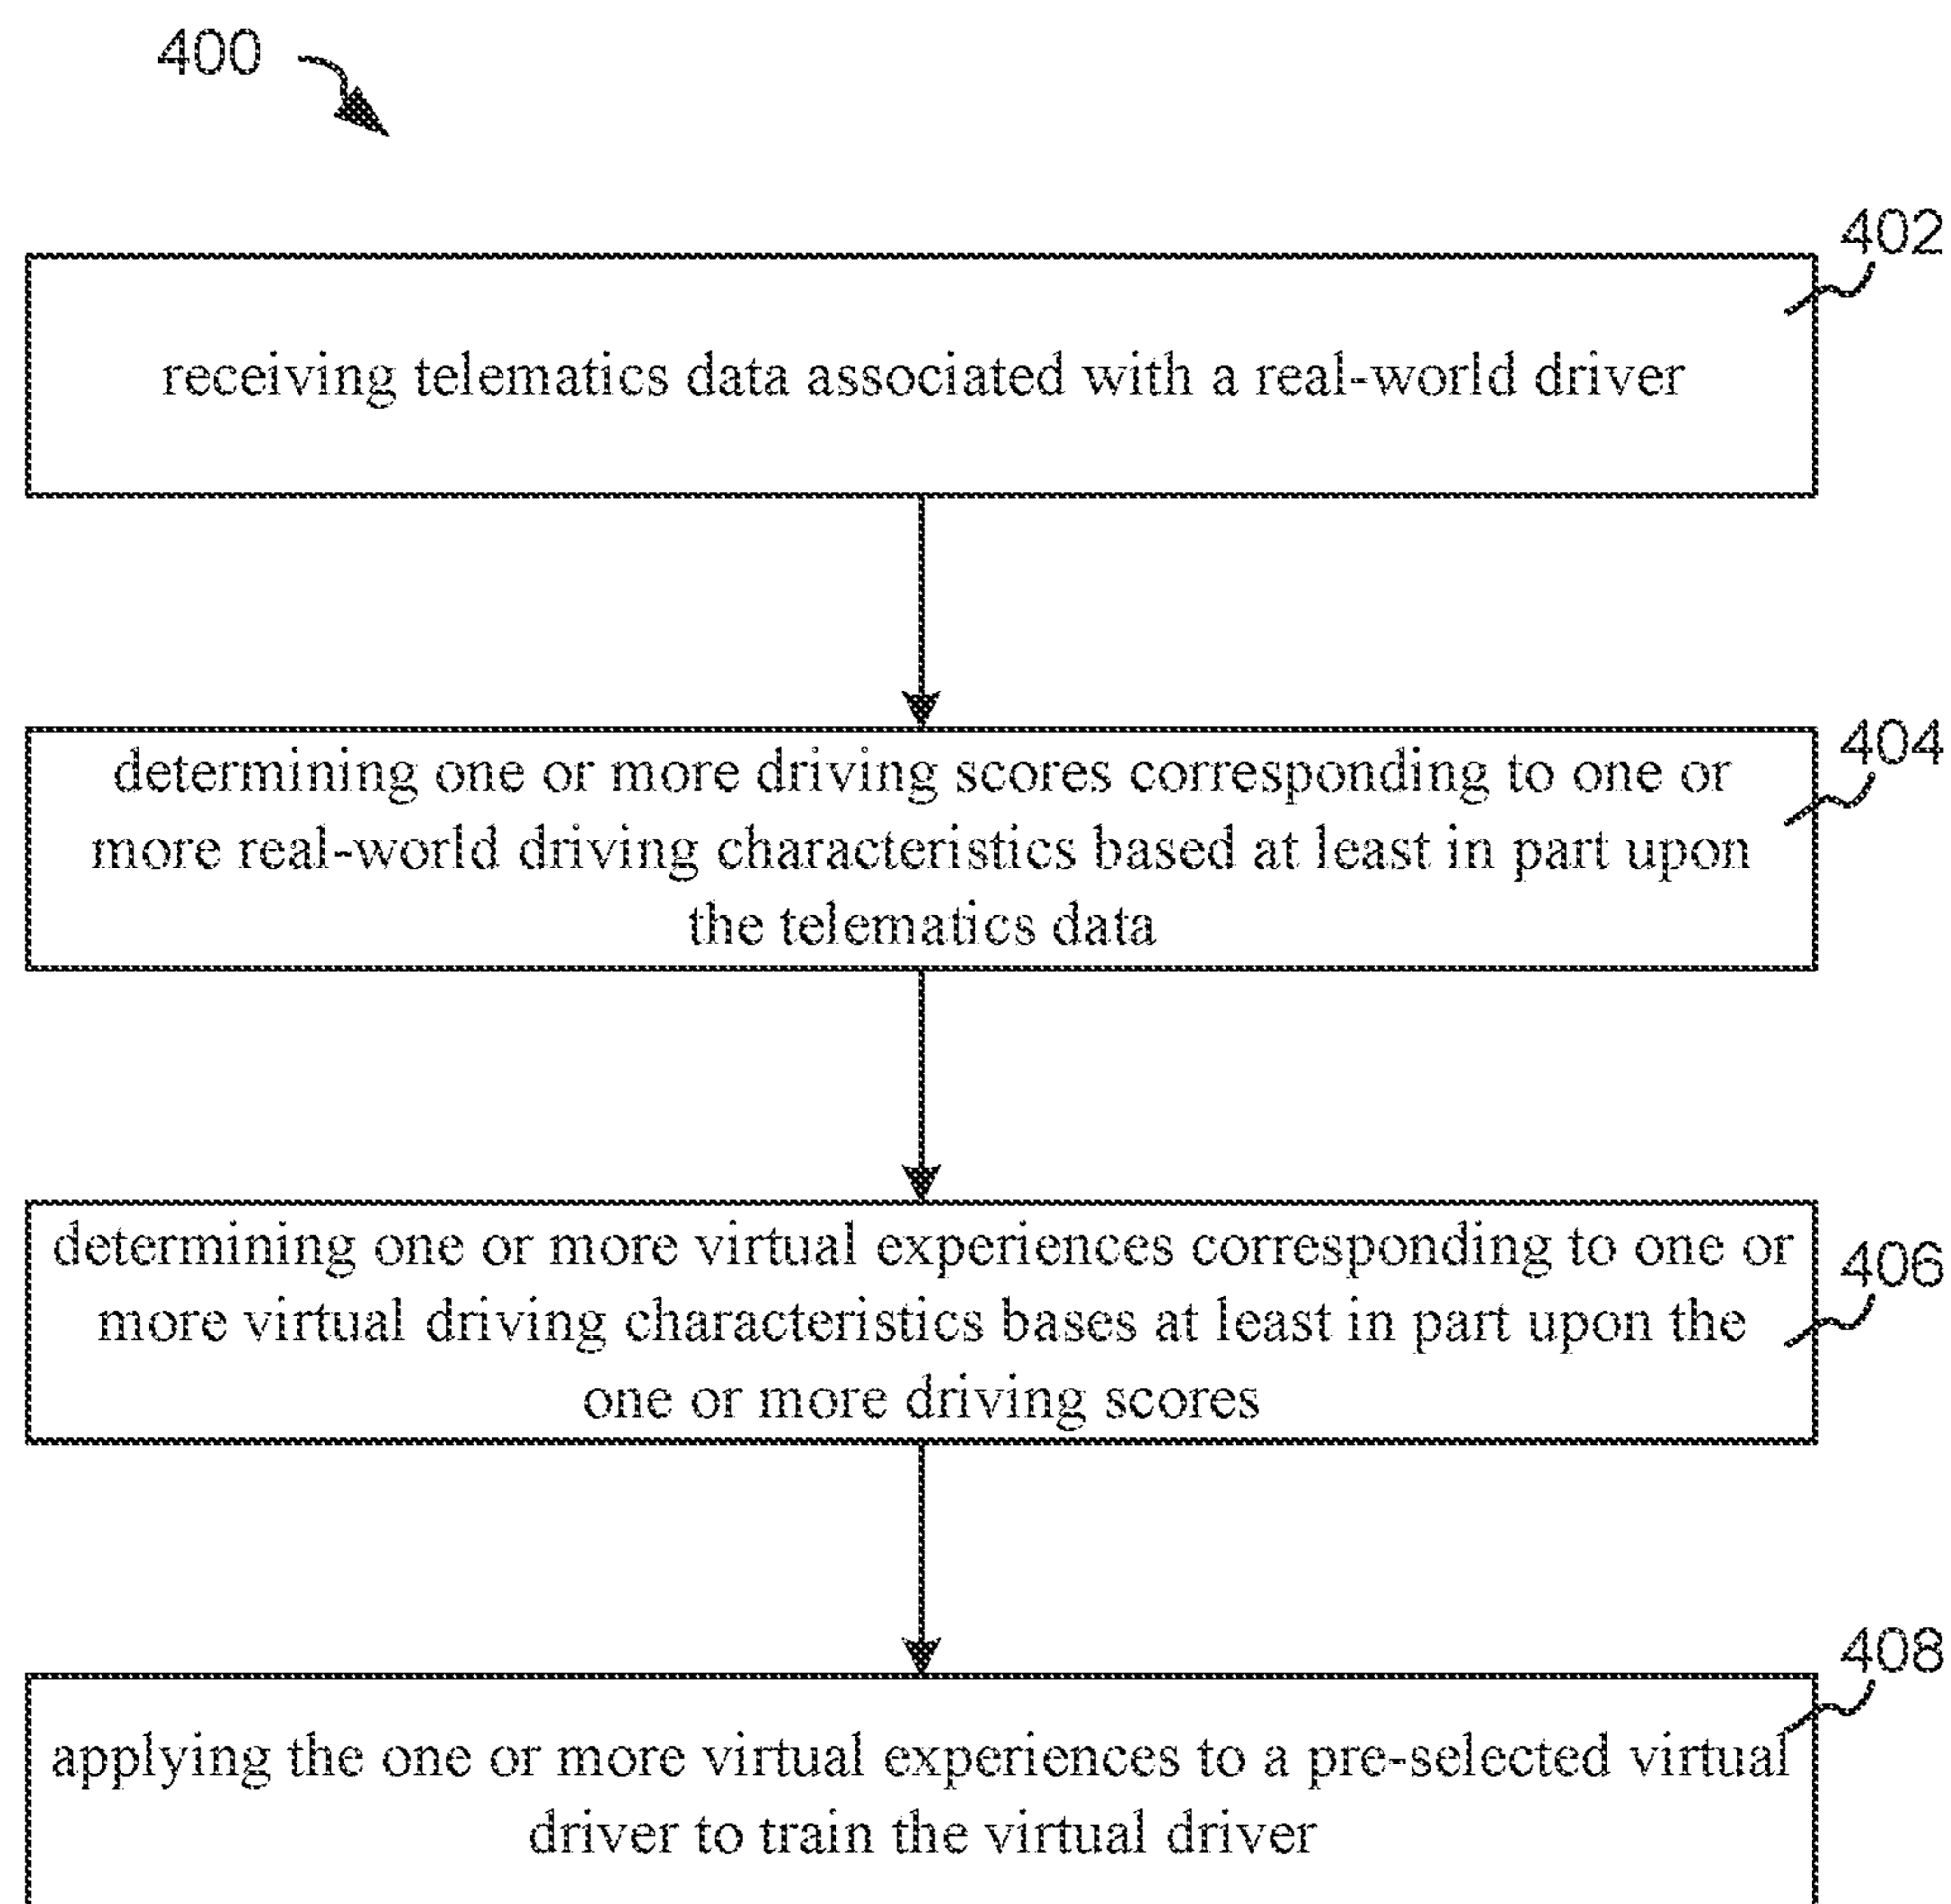 400
402
receiving telematics data associated with a real-world driver
404
determining one or more driving scores corresponding to one or
more real-world driving characteristics based at least in part upon
the telematics data
406
determining one or more virtual experiences corresponding to one or
more virtual driving characteristics bases at least in part upon the
one or more driving scores
408
applying the one or more virtual experiences to a pre-selected virtual
driver to train the virtual driver